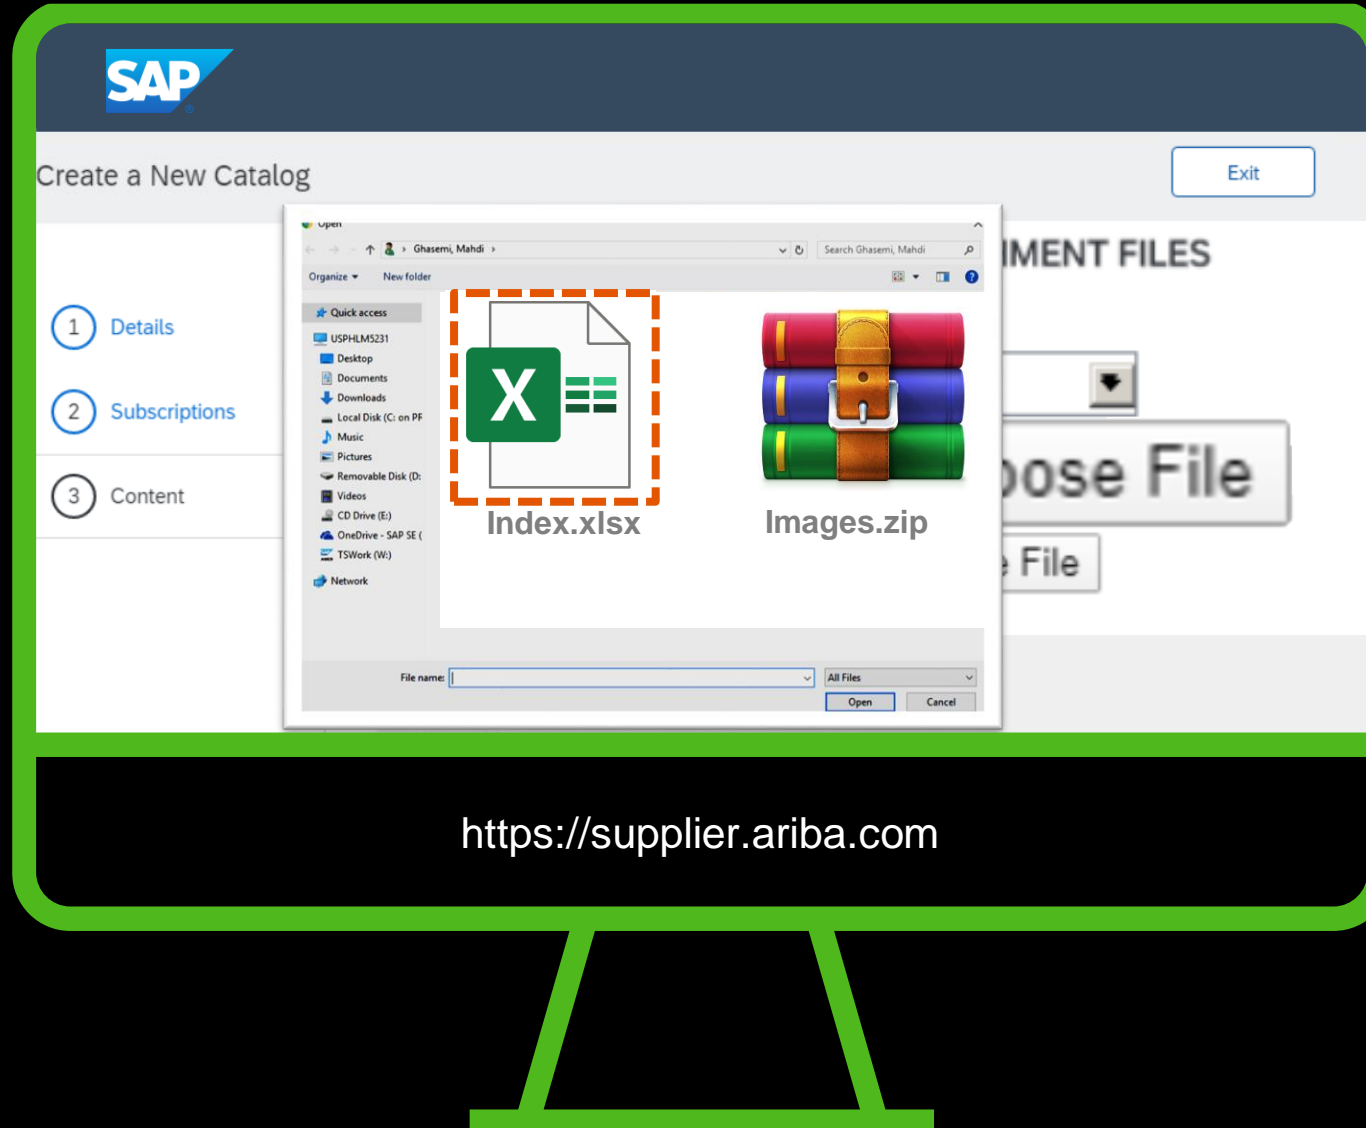 SAP
Create a New Catalog
Exit
Open
Ghasemi, Mahdi
Search Ghasemi, Mahdi
Organize
New folder
?
MENT FILES
1 Details
2 Subscriptions
3 Content
Quick access
USPHLM5231
Desktop
Documents
Downloads
Local Disk (C: on PF
Music
Pictures
Removable Disk (D:
Videos
CD Drive (E:)
OneDrive - SAP SE (
TSWork (W:)
Network
X
Index.xlsx
Images.zip
ose File
File
File name:
All Files
Open
Cancel
https://supplier.ariba.com